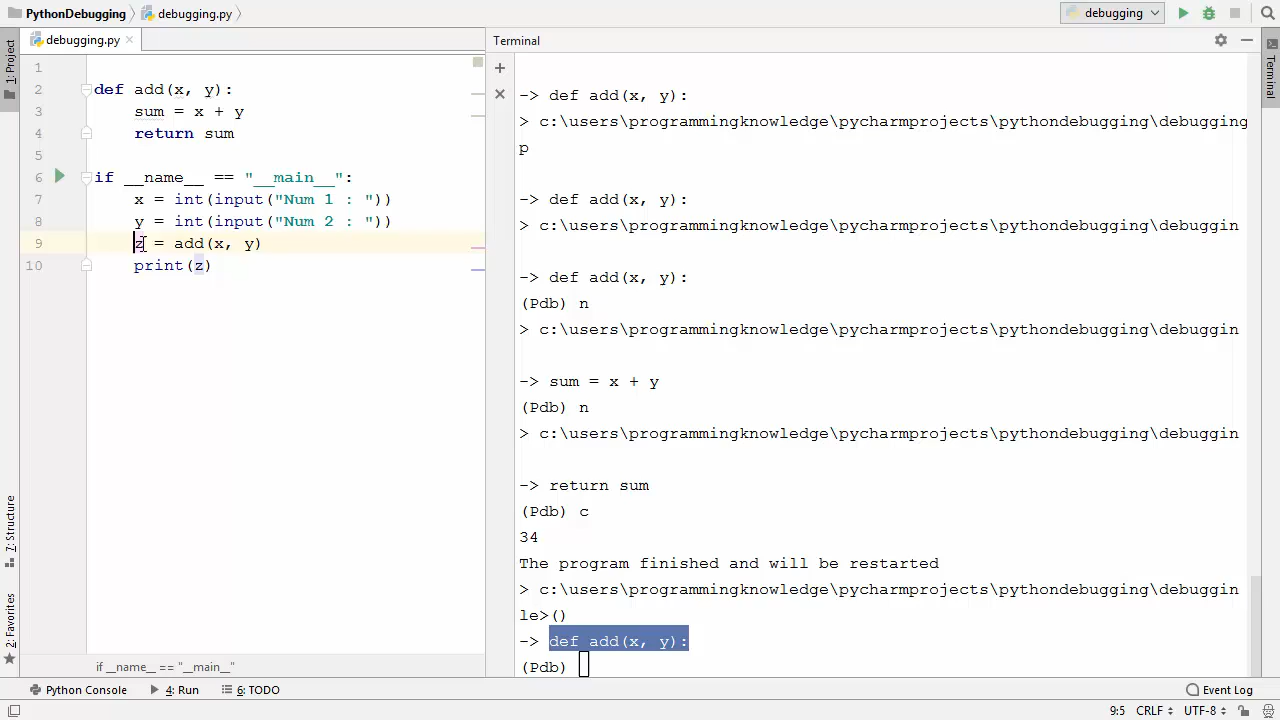 PythonDebugging
debugging.py
debugging
debugging.py
Terminal
1: Project
Terminal
1
2 def add(x, y):
3 sum = x + y
4 return sum
5
6 if __name__ == "__main__":
7 x = int(input("Num 1 : "))
8 y = int(input("Num 2 : "))
9 z = add(x, y)
10 print(z)
-> def add(x, y):
> c:\users\programmingknowledge\pycharmprojects\pythondebugging\debugging
p
-> def add(x, y):
> c:\users\programmingknowledge\pycharmprojects\pythondebugging\debuggin
-> def add(x, y):
(Pdb) n
> c:\users\programmingknowledge\pycharmprojects\pythondebugging\debuggin
-> sum = x + y
(Pdb) n
> c:\users\programmingknowledge\pycharmprojects\pythondebugging\debuggin
-> return sum
(Pdb) c
34
The program finished and will be restarted
> c:\users\programmingknowledge\pycharmprojects\pythondebugging\debuggin
le>()
-> def add(x, y):
(Pdb)
7: Structure
2: Favorites
if __name__ == "__main__"
Python Console 4: Run 6: TODO Event Log
9:5 CRLF UTF-8